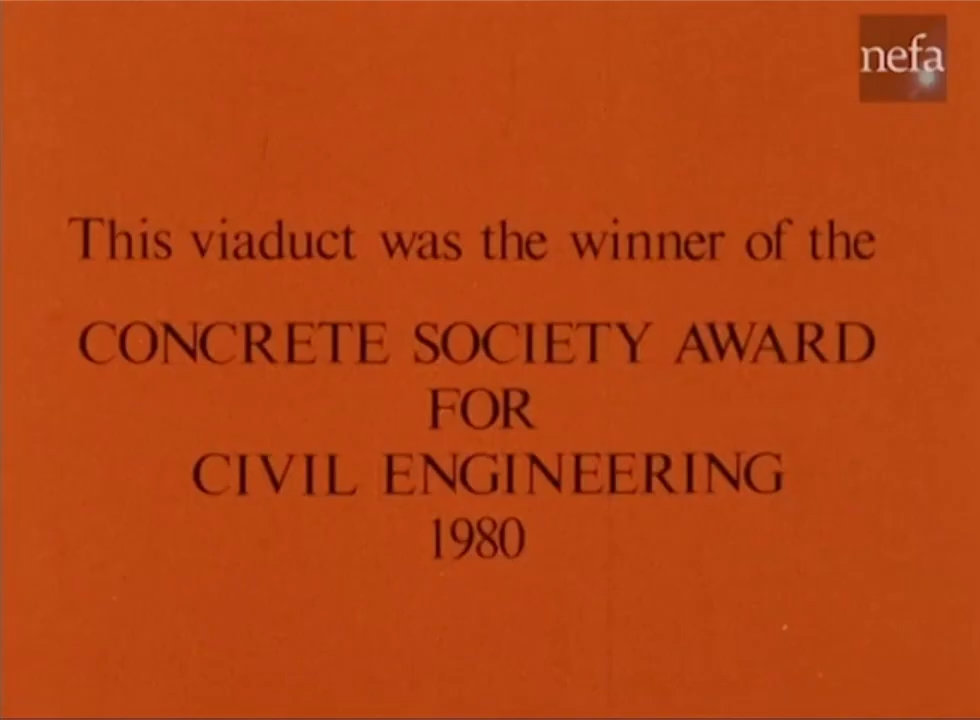 nefa
This viaduct was the winner of the
CONCRETE SOCIETY AWARD
FOR
CIVIL ENGINEERING
1980